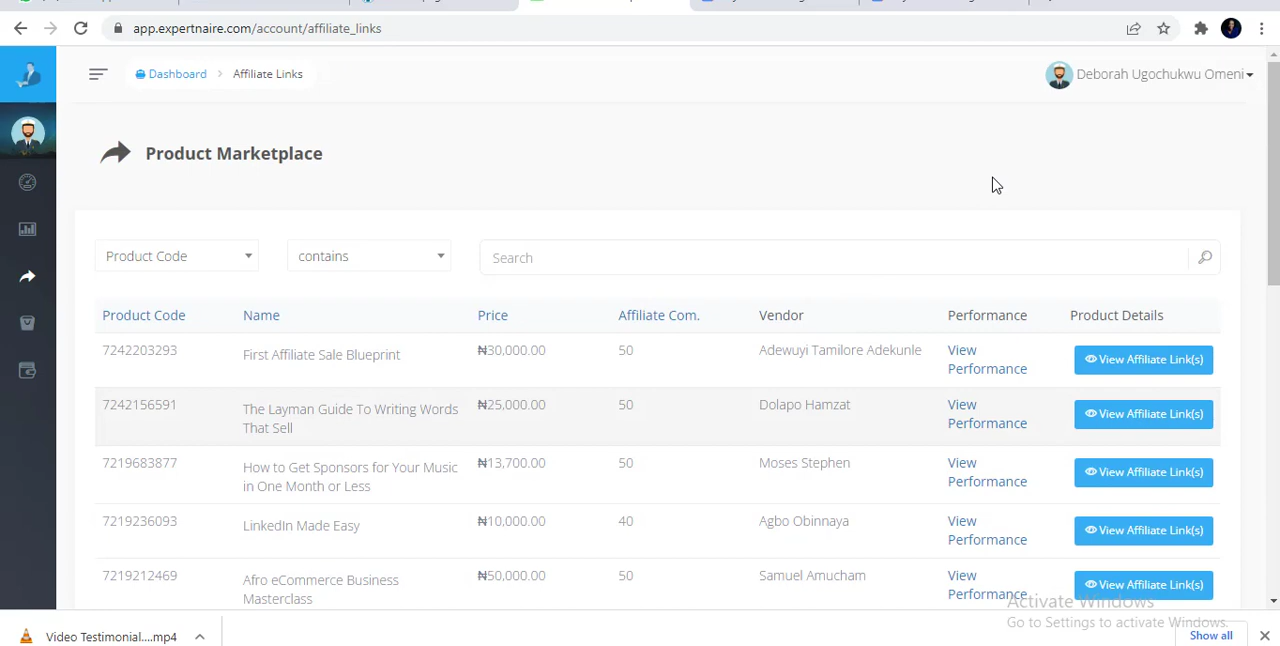 app.expertnaire.com/account/affiliate_links
Dashboard
Affiliate Links
Deborah Ugochukwu Omeni
Product Marketplace
Product Code
contains
Search
Product Code Name Price Affiliate Com. Vendor Performance Product Details
7242203293 First Affiliate Sale Blueprint ₦30,000.00 50 Adewuyi Tamilore Adekunle View
Performance
View Affiliate Link(s)
7242156591 The Layman Guide To Writing Words ₦25,000.00 50 Dolapo Hamzat View
That Sell Performance
View Affiliate Link(s)
7219683877 How to Get Sponsors for Your Music ₦13,700.00 50 Moses Stephen View
in One Month or Less Performance
View Affiliate Link(s)
7219236093 LinkedIn Made Easy ₦10,000.00 40 Agbo Obinnaya View
Performance
View Affiliate Link(s)
7219212469 Afro eCommerce Business ₦50,000.00 50 Samuel Amucham View
Masterclass Performance
View Affiliate Link(s)
Activate Windows
Go to Settings to activate Windows.
Video Testimonial....mp4
Show all